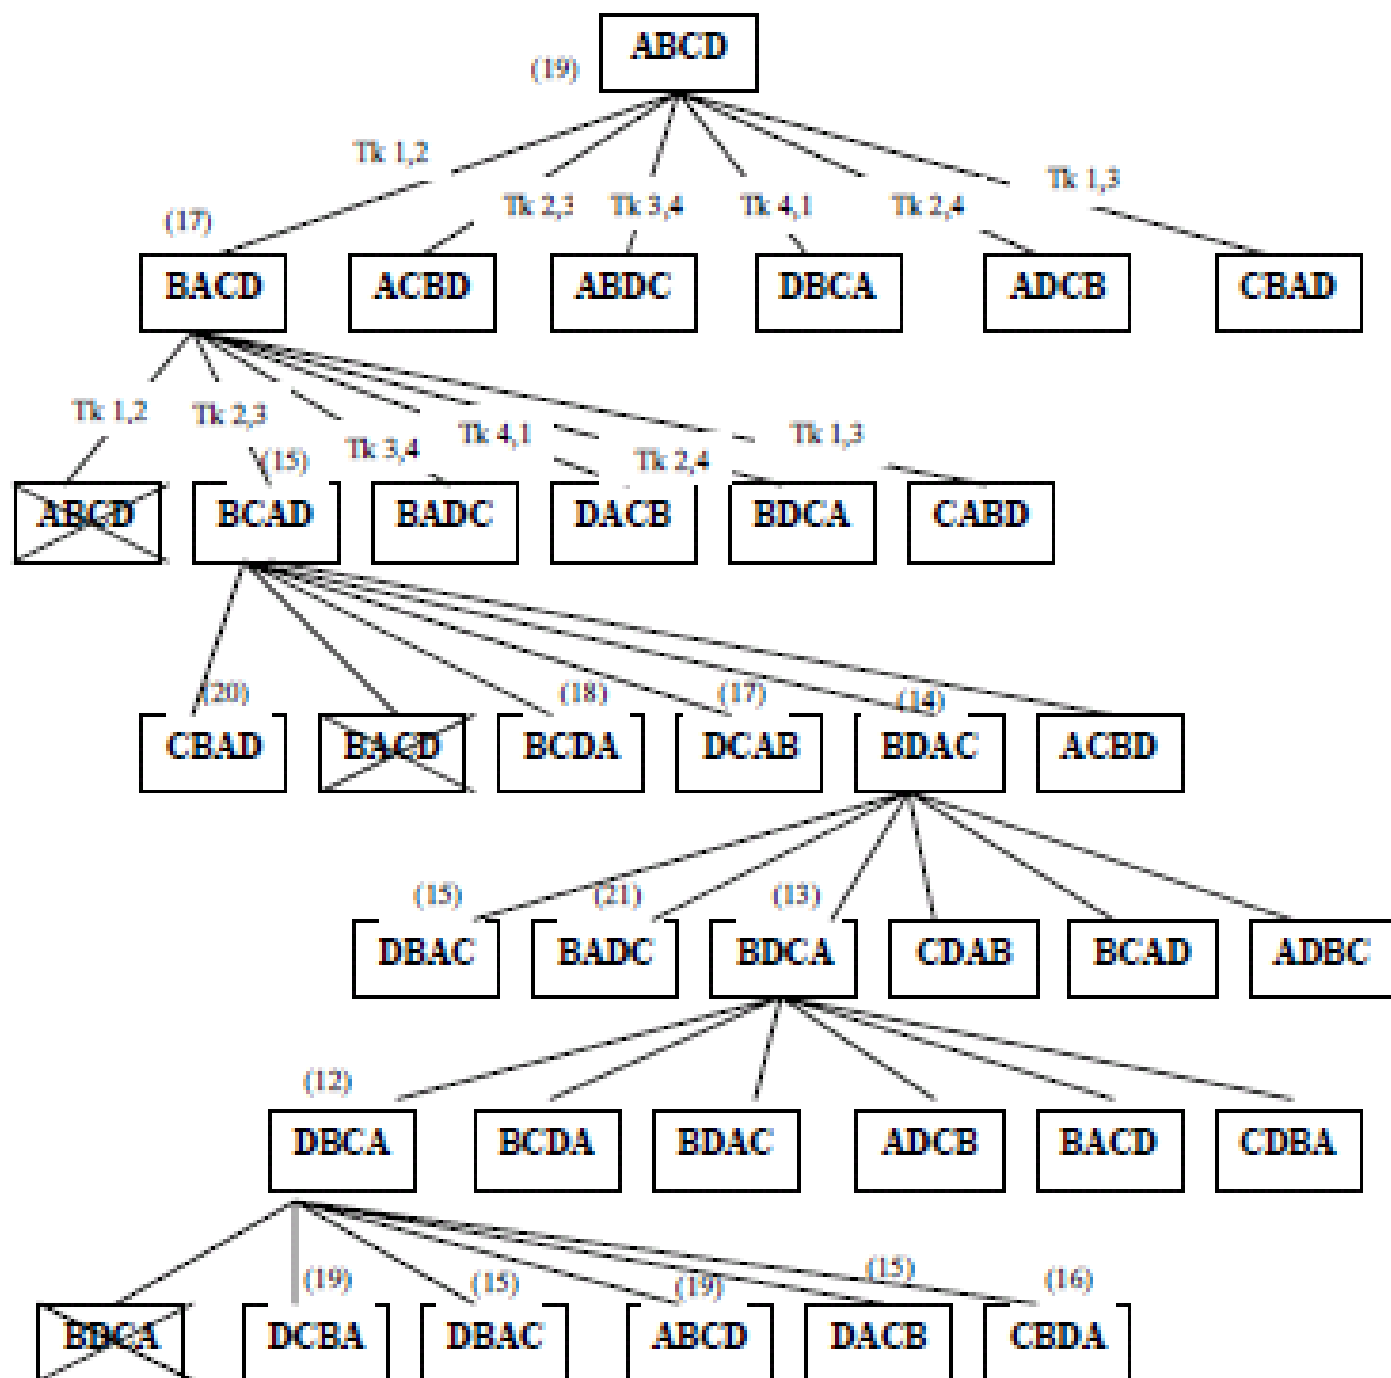 ABCD
(19)
Tk 1,2
Tk 1,3
Tk 2,3 Tk 3,4 Tk 4,1 Tk 2,4
(17)
BACD ACBD ABDC DBCA ADCB CBAD
Tk 1,2 Tk 2,3 Tk 4,1 Tk 1,3
Tk 3,4 Tk 2,4
(15)
ABCD BCAD BADC DACB BDCA CABD
(20) (18) (17) (14)
CBAD BACD BCDA DCAB BDAC ACBD
(15) (21) (13)
DBAC BADC BDCA CDAB BCAD ADBC
(12)
DBCA BCDA BDAC ADCB BACD CDBA
(19) (15) (19) (15) (16)
BDCA DCBA DBAC ABCD DACB CBDA